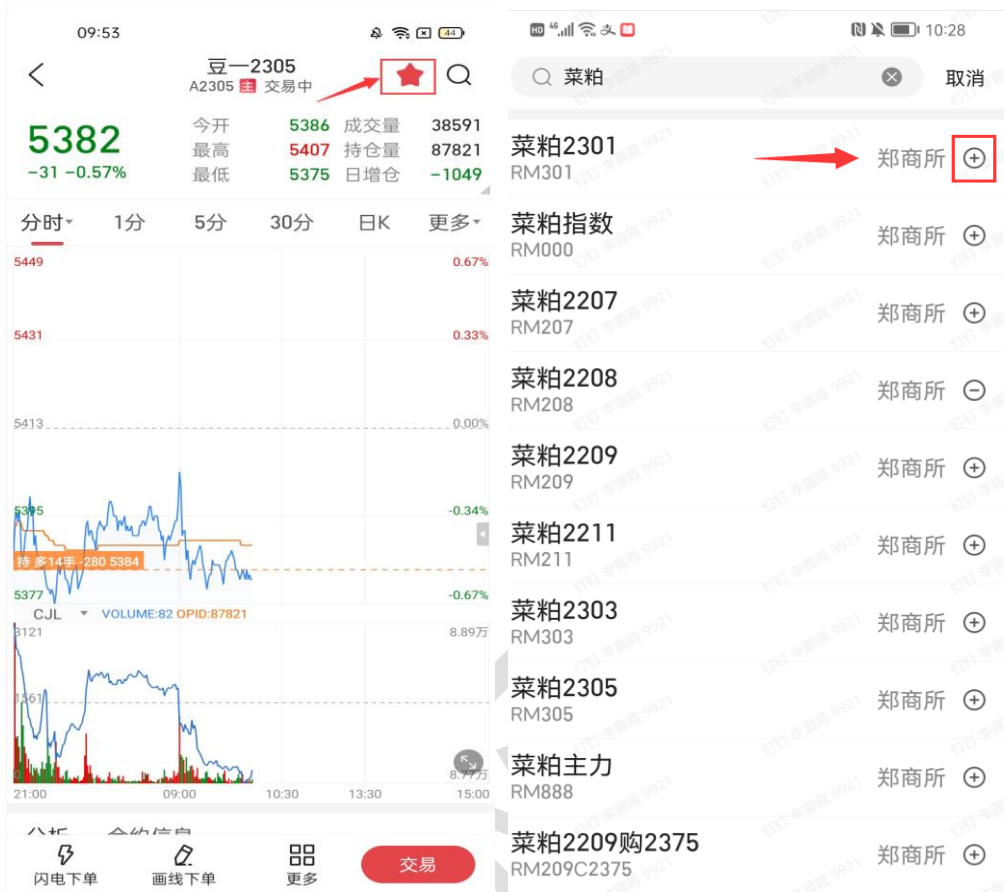 09:53
44
豆一2305
A2305 主 交易中
5382
-31 -0.57%
今开 5386 成交量 38591
最高 5407 持仓量 87821
最低 5375 日增仓 -1049
分时 1分 5分 30分 日K 更多
5449 0.67%
5431 0.33%
5413 0.00%
5395 -0.34%
持 多14手 -280 5384
5377 -0.67%
CJL VOLUME:82 OPID:87821
3121 8.89万
1561
0 8.77万
21:00 09:00 10:30 13:30 15:00
分析 合约信息
闪电下单 画线下单 更多 交易
HD 46 10:28
菜粕 取消
菜粕2301
RM301 郑商所
菜粕指数
RM000 郑商所
菜粕2207
RM207 郑商所
菜粕2208
RM208 郑商所
菜粕2209
RM209 郑商所
菜粕2211
RM211 郑商所
菜粕2303
RM303 郑商所
菜粕2305
RM305 郑商所
菜粕主力
RM888 郑商所
菜粕2209购2375
RM209C2375 郑商所